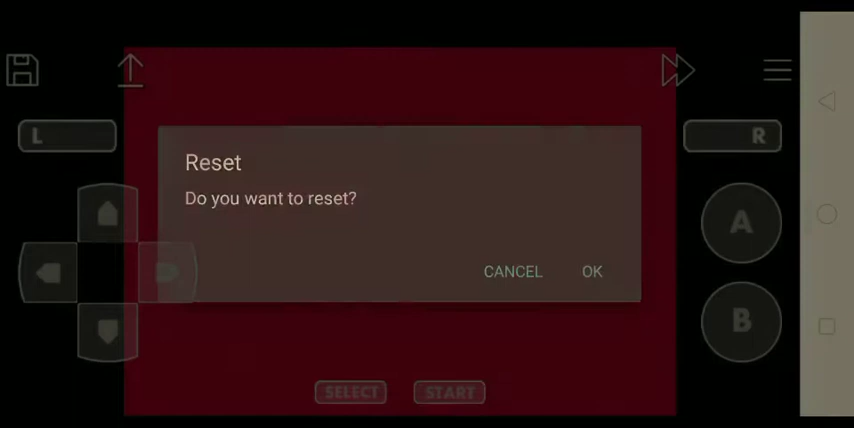 L
R
Reset
Do you want to reset?
CANCEL OK
A
B
SELECT START